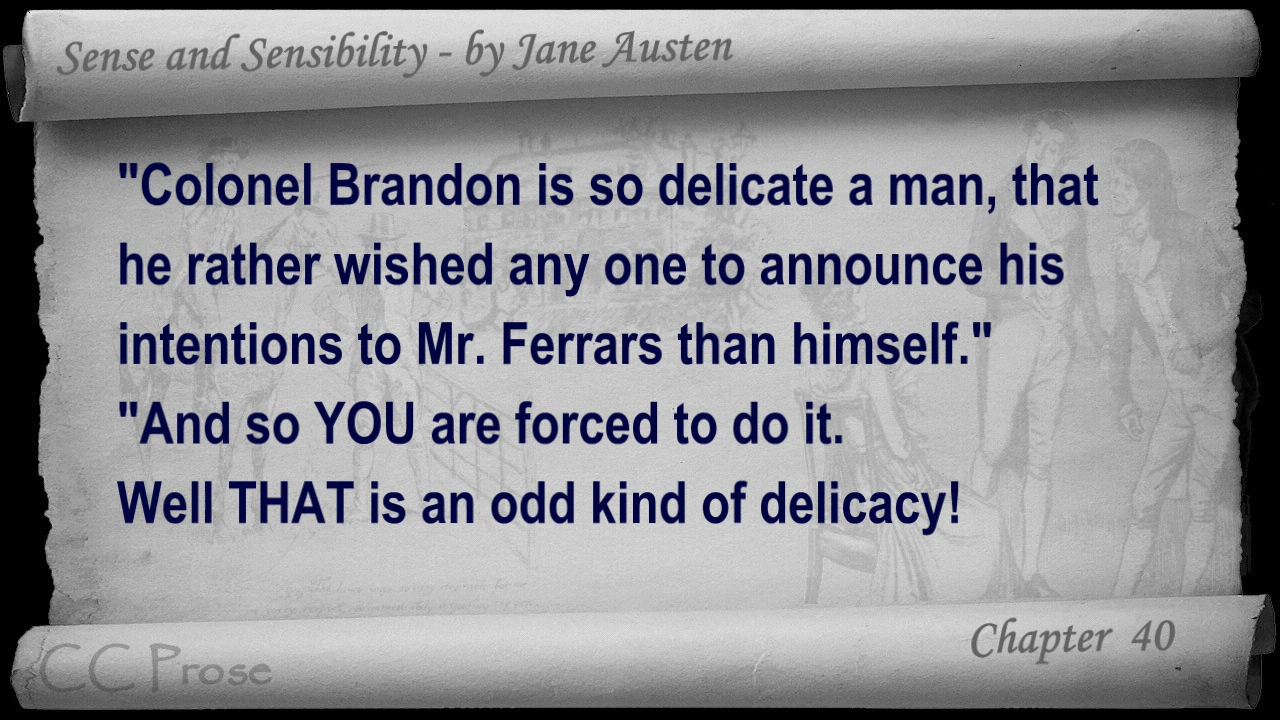 Sense and Sensibility - by Jane Austen
"Colonel Brandon is so delicate a man, that
he rather wished any one to announce his
intentions to Mr. Ferrars than himself."
"And so YOU are forced to do it.
Well THAT is an odd kind of delicacy!
Chapter 40
CC Prose